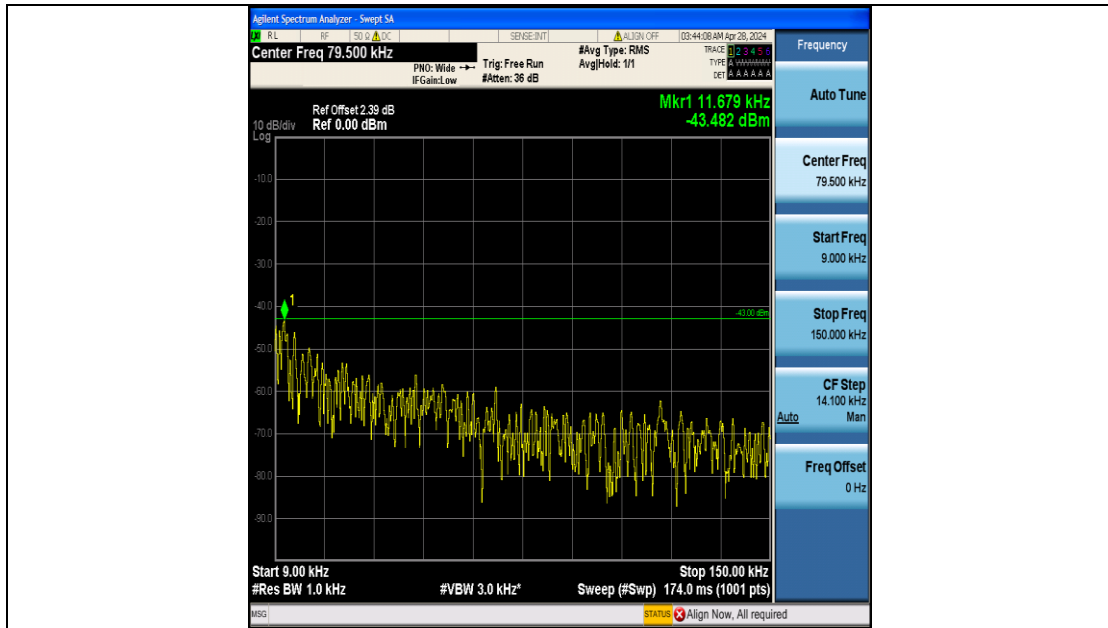 Agilent Spectrum Analyzer - Swept SA
RL RF 50 Ω DC SENSE:INT ALIGN OFF 03:44:08 AM Apr 28, 2024
Center Freq 79.500 kHz
PNO: Wide
IFGain:Low
Trig: Free Run
#Atten: 36 dB
#Avg Type: RMS
Avg|Hold: 1/1
TRACE 1 2 3 4 5 6
TYPE A WWWWW
DET A A A A A A
Mkr1 11.679 kHz
-43.482 dBm
Ref Offset 2.39 dB
10 dB/div Ref 0.00 dBm
Log
-10.0
-20.0
-30.0
-40.0
-50.0
-60.0
-70.0
-80.0
-90.0
1
-43.00 dBm
Start 9.00 kHz Stop 150.00 kHz
#Res BW 1.0 kHz #VBW 3.0 kHz* Sweep (#Swp) 174.0 ms (1001 pts)
MSG STATUS Align Now, All required
Frequency
Auto Tune
Center Freq
79.500 kHz
Start Freq
9.000 kHz
Stop Freq
150.000 kHz
CF Step
14.100 kHz
Auto Man
Freq Offset
0 Hz